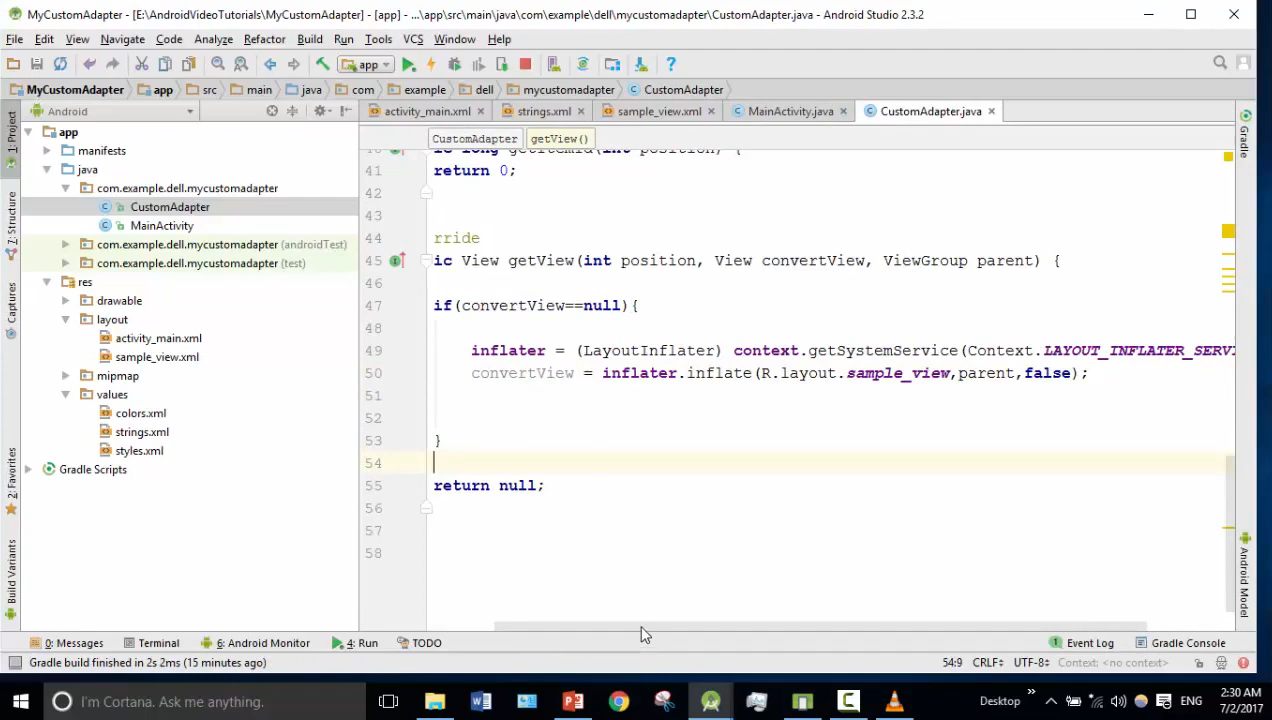 MyCustomAdapter - [E:\AndroidVideoTutorials\MyCustomAdapter] - [app] - ...\app\src\main\java\com\example\dell\mycustomadapter\CustomAdapter.java - Android Studio 2.3.2
File Edit View Navigate Code Analyze Refactor Build Run Tools VCS Window Help
app
MyCustomAdapter app src main java com example dell mycustomadapter CustomAdapter
Android
activity_main.xml strings.xml sample_view.xml MainActivity.java CustomAdapter.java
CustomAdapter getView()
1: Project
7: Structure
Captures
2: Favorites
Build Variants
app
manifests
java
com.example.dell.mycustomadapter
CustomAdapter
MainActivity
com.example.dell.mycustomadapter (androidTest)
com.example.dell.mycustomadapter (test)
res
drawable
layout
activity_main.xml
sample_view.xml
mipmap
values
colors.xml
strings.xml
styles.xml
Gradle Scripts
40 ic long getItemId(int position) {
41 return 0;
42
43
44 rride
45 ic View getView(int position, View convertView, ViewGroup parent) {
46
47 if(convertView==null){
48
49 inflater = (LayoutInflater) context.getSystemService(Context.LAYOUT_INFLATER_SERVI
50 convertView = inflater.inflate(R.layout.sample_view,parent,false);
51
52
53 }
54
55 return null;
56
57
58
Gradle
Android Model
0: Messages Terminal 6: Android Monitor 4: Run TODO 1 Event Log Gradle Console
Gradle build finished in 2s 2ms (15 minutes ago) 54:9 CRLF÷ UTF-8÷ Context: <no context>
I'm Cortana. Ask me anything. Desktop ENG 2:30 AM
7/2/2017